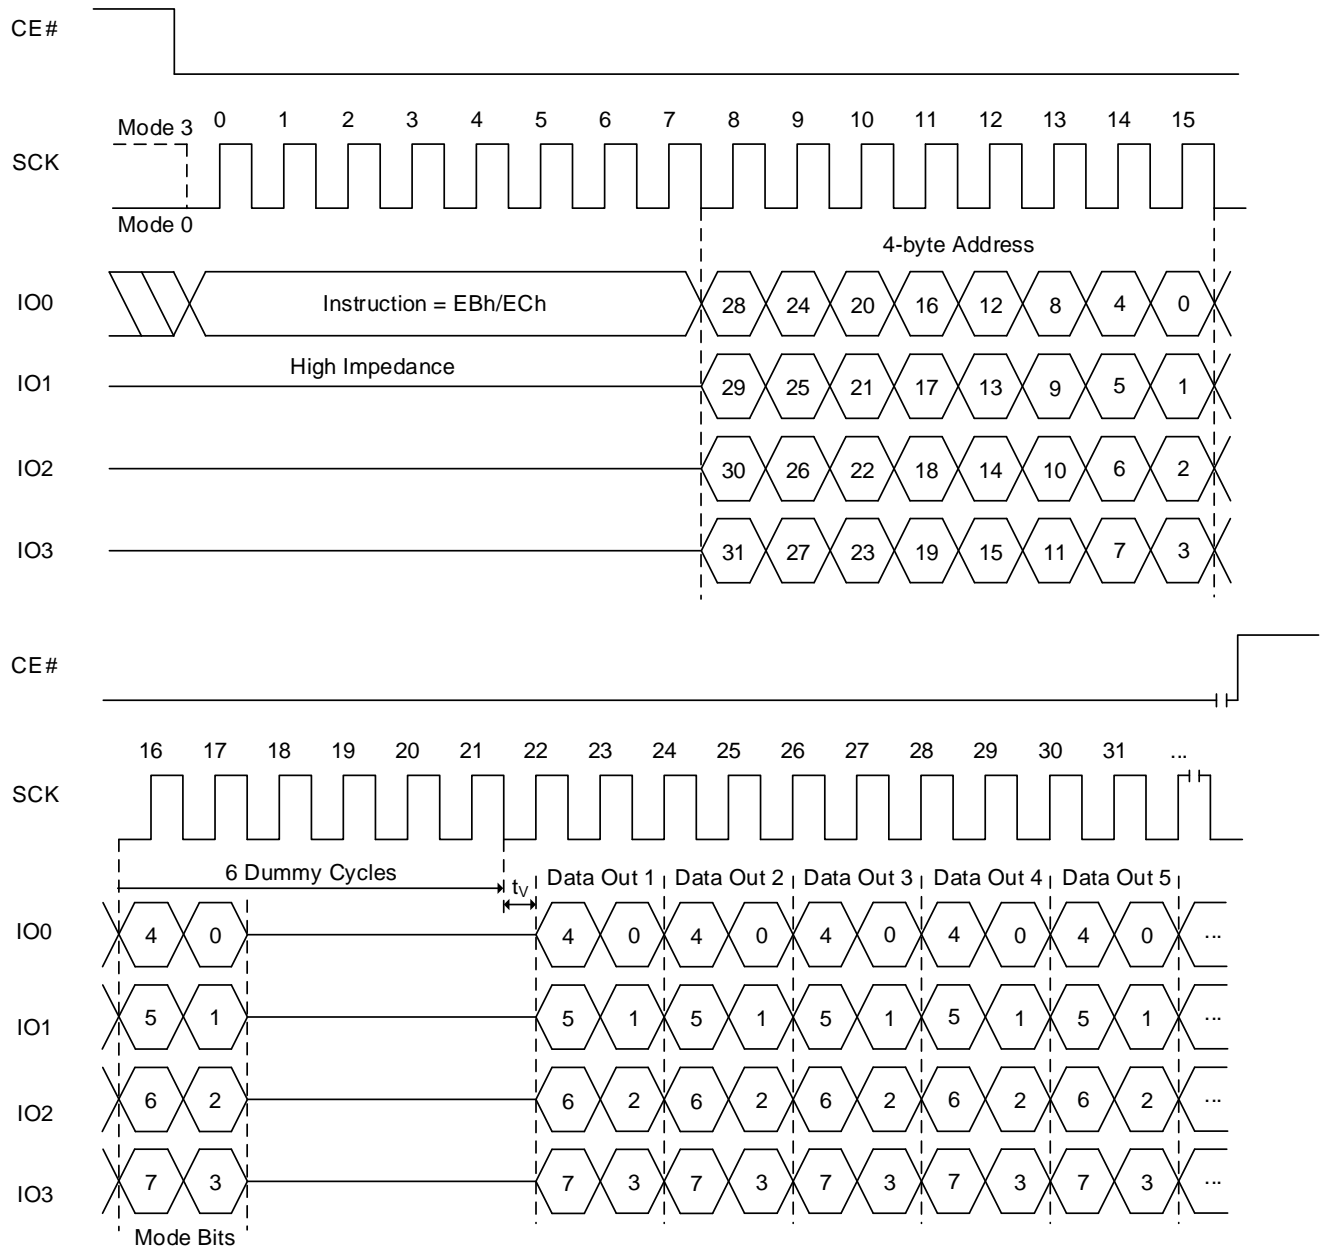 CE#
Mode 3 0 1 2 3 4 5 6 7 8 9 10 11 12 13 14 15
SCK
Mode 0
4-byte Address
IO0 Instruction = EBh/ECh 28 24 20 16 12 8 4 0
High Impedance
IO1 29 25 21 17 13 9 5 1
IO2 30 26 22 18 14 10 6 2
IO3 31 27 23 19 15 11 7 3
CE#
16 17 18 19 20 21 22 23 24 25 26 27 28 29 30 31 ...
SCK
6 Dummy Cycles tV Data Out 1 Data Out 2 Data Out 3 Data Out 4 Data Out 5
IO0 4 0 4 0 4 0 4 0 4 0 4 0 ...
IO1 5 1 5 1 5 1 5 1 5 1 5 1 ...
IO2 6 2 6 2 6 2 6 2 6 2 6 2 ...
IO3 7 3 7 3 7 3 7 3 7 3 7 3 ...
Mode Bits